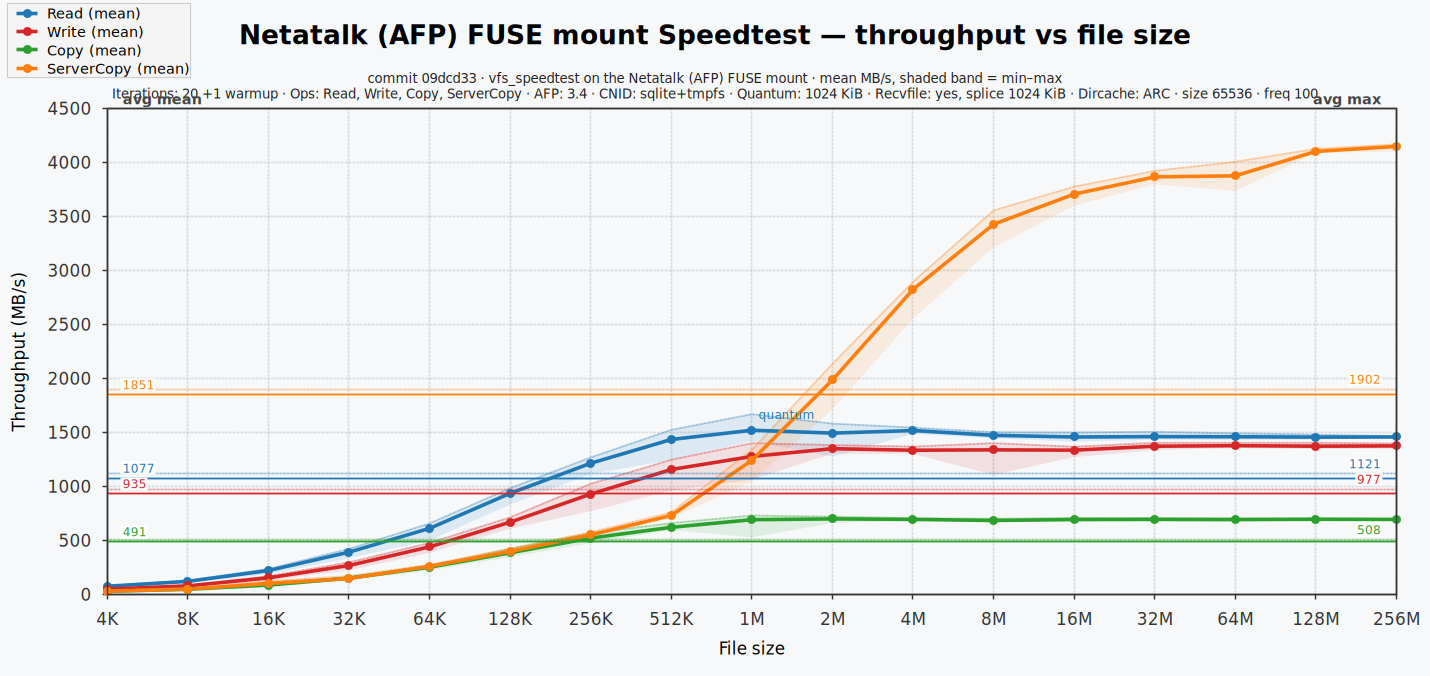 Read (mean)
Write (mean)
Copy (mean)
ServerCopy (mean)
Netatalk (AFP) FUSE mount Speedtest — throughput vs file size
commit 09dcd33 · vfs_speedtest on the Netatalk (AFP) FUSE mount · mean MB/s, shaded band = min–max
Iterations: 20 +1 warmup · Ops: Read, Write, Copy, ServerCopy · AFP: 3.4 · CNID: sqlite+tmpfs · Quantum: 1024 KiB · Recvfile: yes, splice 1024 KiB · Dircache: ARC · size 65536 · freq 100
avg mean
avg max
4500
4000
3500
3000
2500
2000
1851
1902
quantum
1500
1077
1121
935
977
1000
491
508
500
0
Throughput (MB/s)
4K 8K 16K 32K 64K 128K 256K 512K 1M 2M 4M 8M 16M 32M 64M 128M 256M
File size